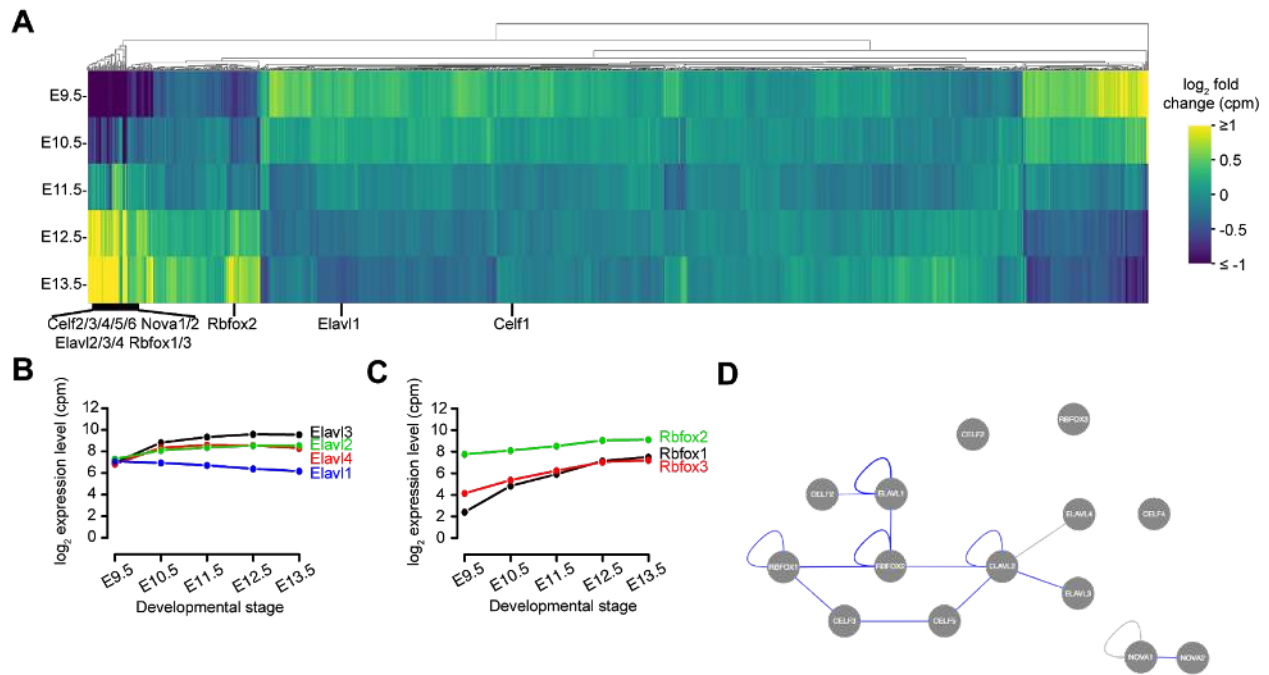 A
E9.5-
E10.5-
E11.5-
E12.5-
E13.5-
log2 fold
change (cpm)
≥1
0.5
0
-0.5
≤ -1
Celf2/3/4/5/6 Nova1/2
Elavl2/3/4 Rbfox1/3
Rbfox2
Elavl1
Celf1
B
log2 expression level (cpm)
12
10
8
6
4
2
0
Elavl3
Elavl2
Elavl4
Elavl1
E9.5
E10.5
E11.5
E12.5
E13.5
Developmental stage
C
log2 expression level (cpm)
12
10
8
6
4
2
0
Rbfox2
Rbfox1
Rbfox3
E9.5
E10.5
E11.5
E12.5
E13.5
Developmental stage
D
RBFOX3
ELAVL1
ELAVL4
RBFOX1
RBFOX2
ELAVL2
ELAVL3
NOVA1
NOVA2